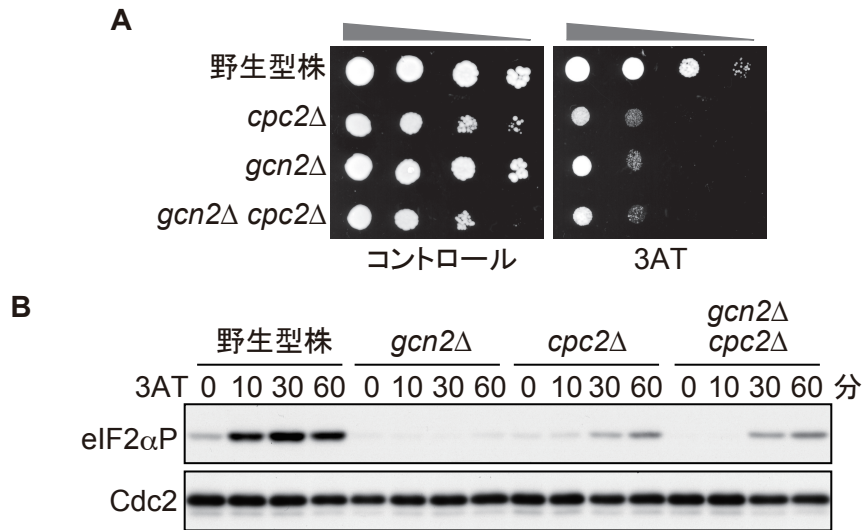 A
野生型株
cpc2Δ
gcn2Δ
gcn2Δ cpc2Δ
コントロール 3AT
B
gcn2Δ
野生型株 gcn2Δ cpc2Δ cpc2Δ
3AT 0 10 30 60 0 10 30 60 0 10 30 60 0 10 30 60 分
eIF2αP
Cdc2